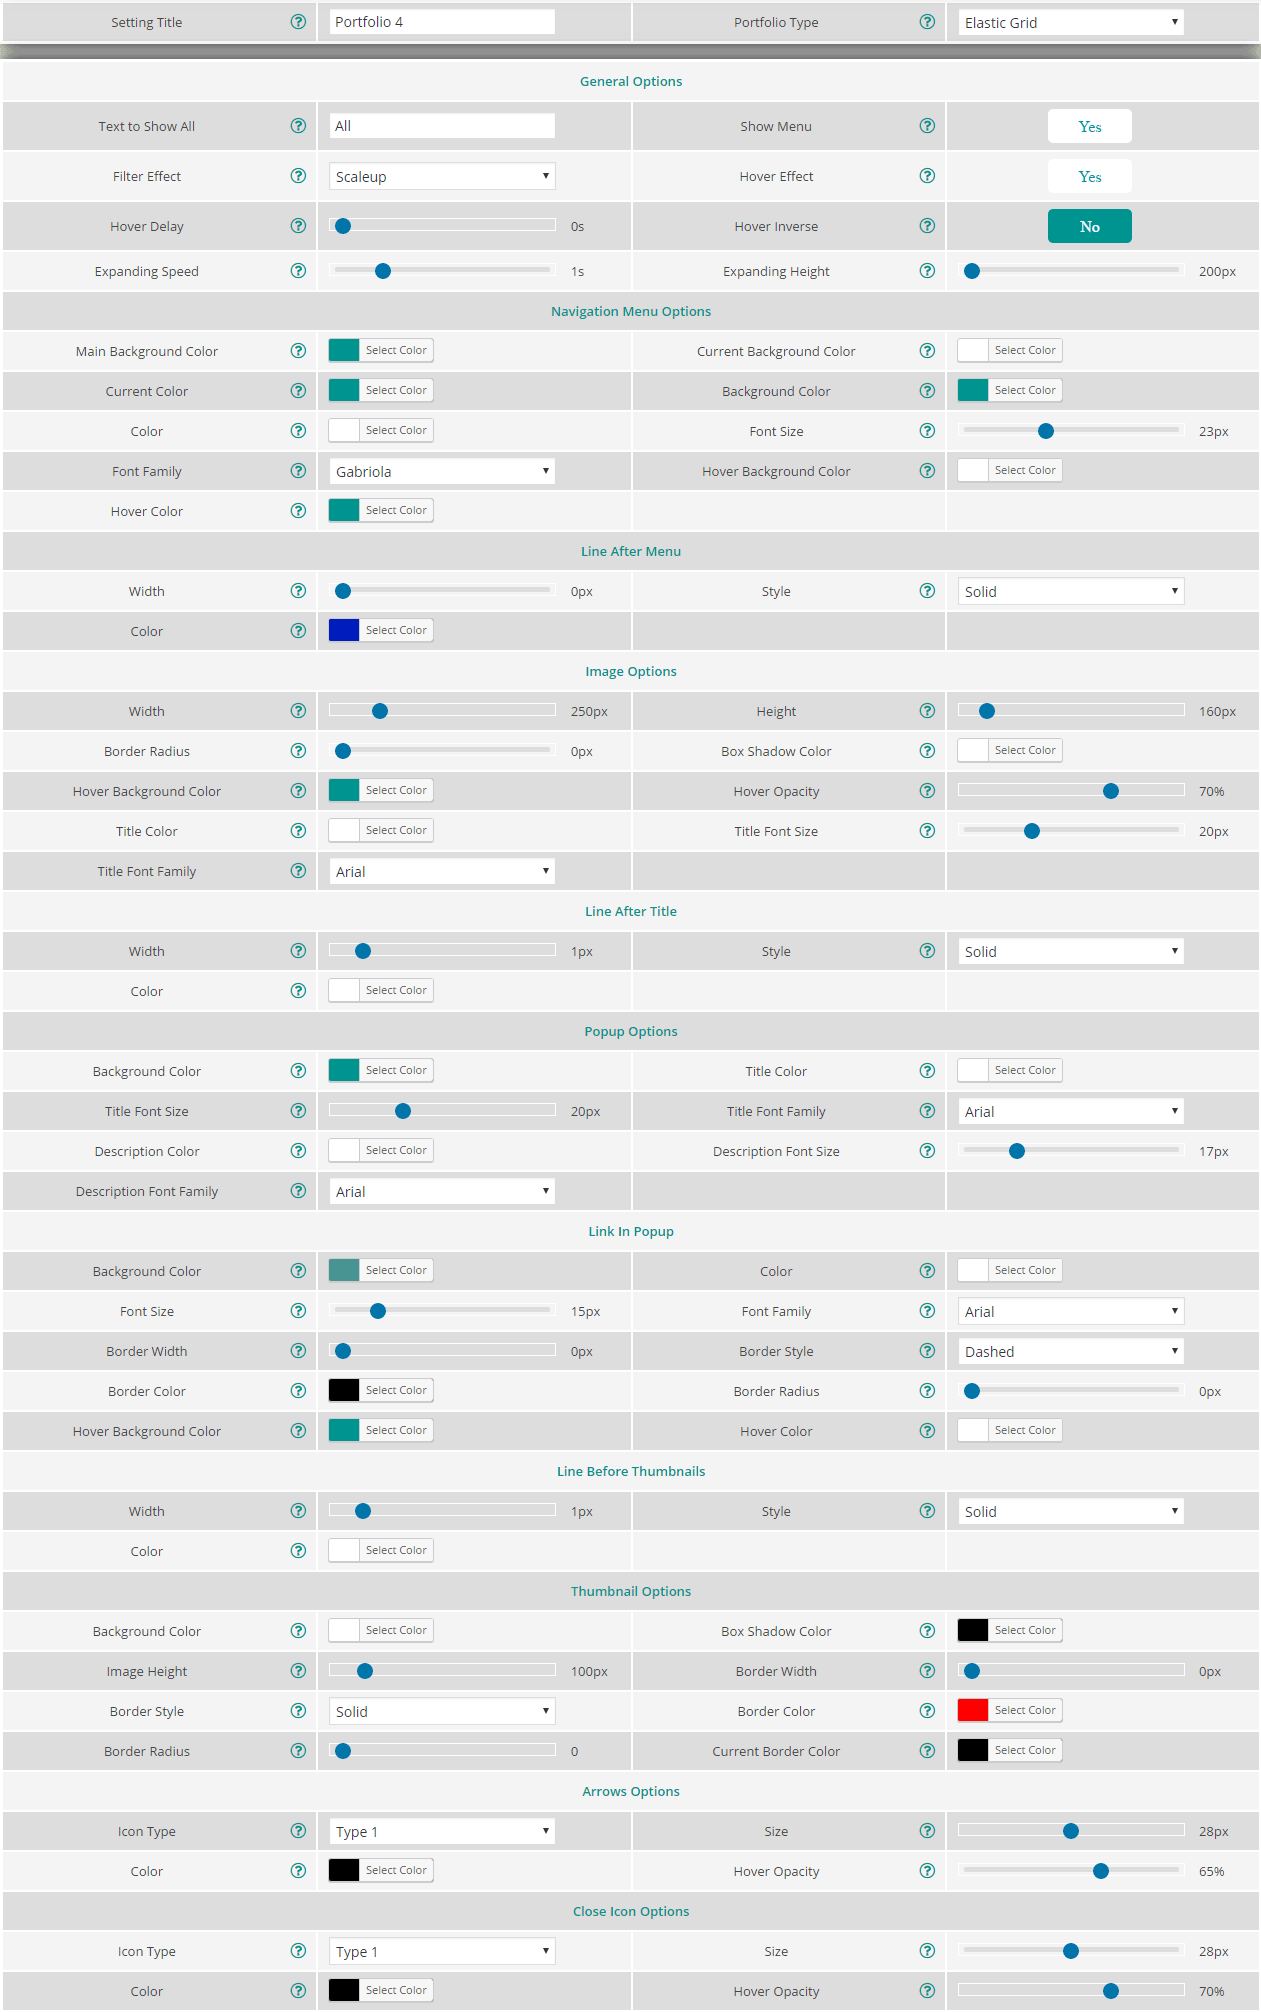 Setting Title ? Portfolio 4 Portfolio Type ? Elastic Grid
General Options
Text to Show All ? All Show Menu ? Yes
Filter Effect ? Scaleup Hover Effect ? Yes
Hover Delay ? 0s Hover Inverse ? No
Expanding Speed ? 1s Expanding Height ? 200px
Navigation Menu Options
Main Background Color ? Select Color Current Background Color ? Select Color
Current Color ? Select Color Background Color ? Select Color
Color ? Select Color Font Size ? 23px
Font Family ? Gabriola Hover Background Color ? Select Color
Hover Color ? Select Color
Line After Menu
Width ? 0px Style ? Solid
Color ? Select Color
Image Options
Width ? 250px Height ? 160px
Border Radius ? 0px Box Shadow Color ? Select Color
Hover Background Color ? Select Color Hover Opacity ? 70%
Title Color ? Select Color Title Font Size ? 20px
Title Font Family ? Arial
Line After Title
Width ? 1px Style ? Solid
Color ? Select Color
Popup Options
Background Color ? Select Color Title Color ? Select Color
Title Font Size ? 20px Title Font Family ? Arial
Description Color ? Select Color Description Font Size ? 17px
Description Font Family ? Arial
Link In Popup
Background Color ? Select Color Color ? Select Color
Font Size ? 15px Font Family ? Arial
Border Width ? 0px Border Style ? Dashed
Border Color ? Select Color Border Radius ? 0px
Hover Background Color ? Select Color Hover Color ? Select Color
Line Before Thumbnails
Width ? 1px Style ? Solid
Color ? Select Color
Thumbnail Options
Background Color ? Select Color Box Shadow Color ? Select Color
Image Height ? 100px Border Width ? 0px
Border Style ? Solid Border Color ? Select Color
Border Radius ? 0 Current Border Color ? Select Color
Arrows Options
Icon Type ? Type 1 Size ? 28px
Color ? Select Color Hover Opacity ? 65%
Close Icon Options
Icon Type ? Type 1 Size ? 28px
Color ? Select Color Hover Opacity ? 70%